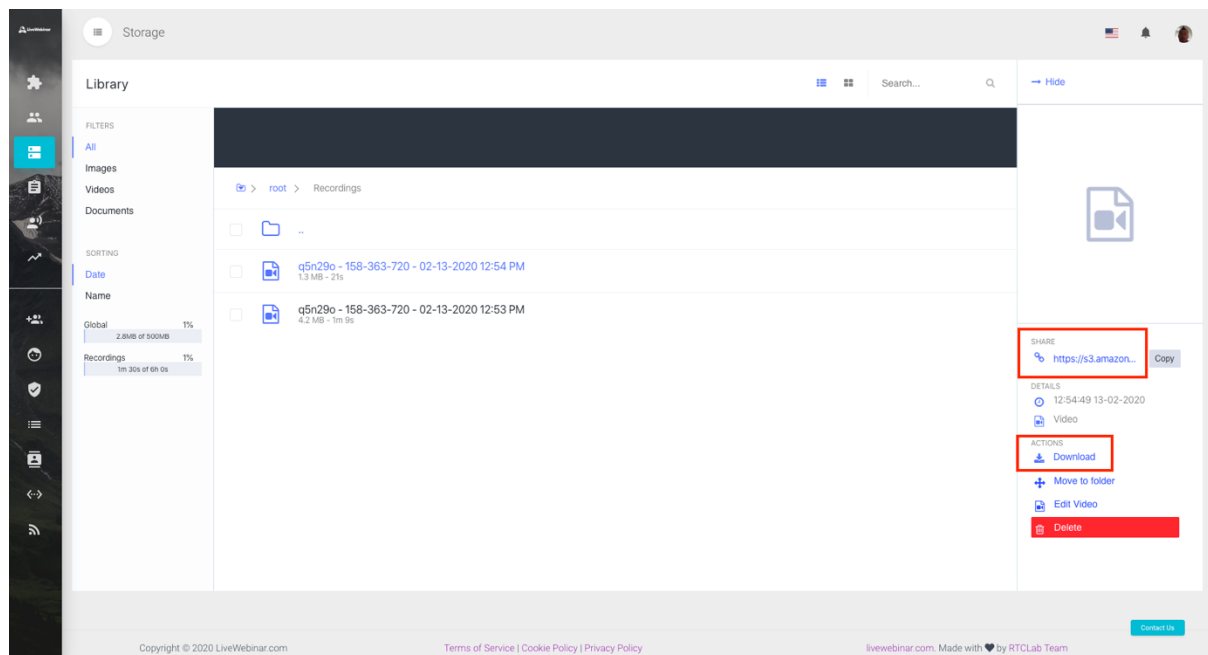 LiveWebinar
Storage
Library
Search...
→ Hide
FILTERS
All
Images
Videos
Documents
SORTING
Date
Name
Global 1%
2.8MB of 500MB
Recordings 1%
1m 30s of 6h 0s
> root > Recordings
..
q5n29o - 158-363-720 - 02-13-2020 12:54 PM
1.3 MB - 21s
q5n29o - 158-363-720 - 02-13-2020 12:53 PM
4.2 MB - 1m 9s
SHARE
https://s3.amazon... Copy
DETAILS
12:54:49 13-02-2020
Video
ACTIONS
Download
Move to folder
Edit Video
Delete
Contact Us
Copyright © 2020 LiveWebinar.com Terms of Service | Cookie Policy | Privacy Policy livewebinar.com. Made with ♥ by RTCLab Team